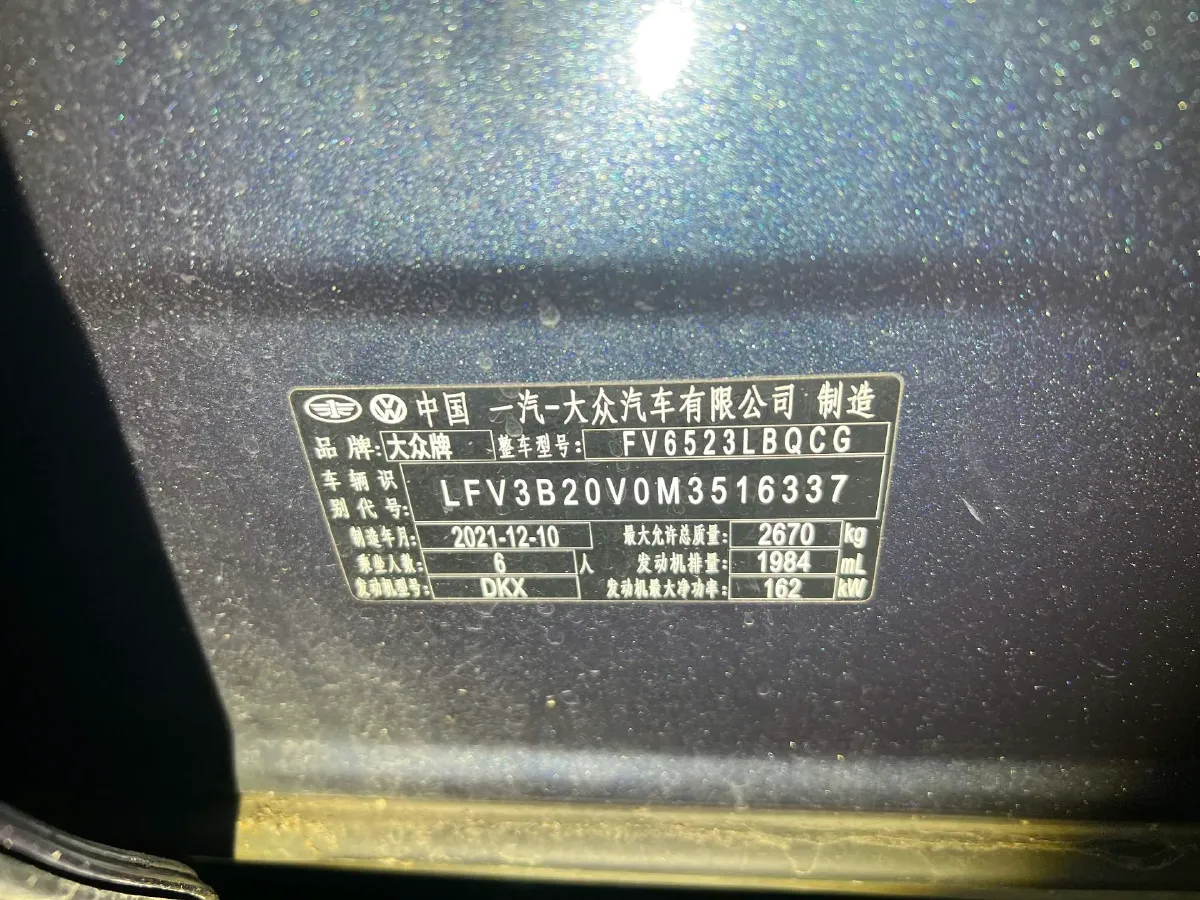 中国 一汽-大众汽车有限公司 制造
品牌: 大众牌 整车型号: FV6523LBQCG
车辆识别代号: LFV3B20V0M3516337
制造年月: 2021-12-10 最大允许总质量: 2670 kg
乘坐人数: 6 人 发动机排量: 1984 mL
发动机型号: DKX 发动机最大净功率: 162 kW